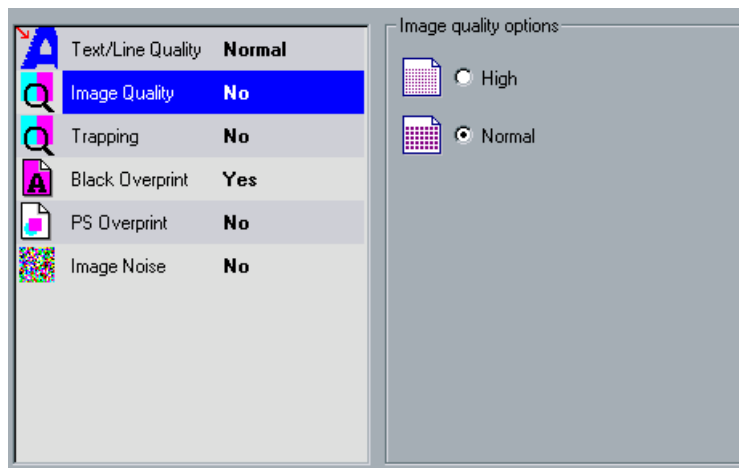 Text/Line Quality Normal
Image Quality No
Trapping No
Black Overprint Yes
PS Overprint No
Image Noise No
Image quality options
High
Normal